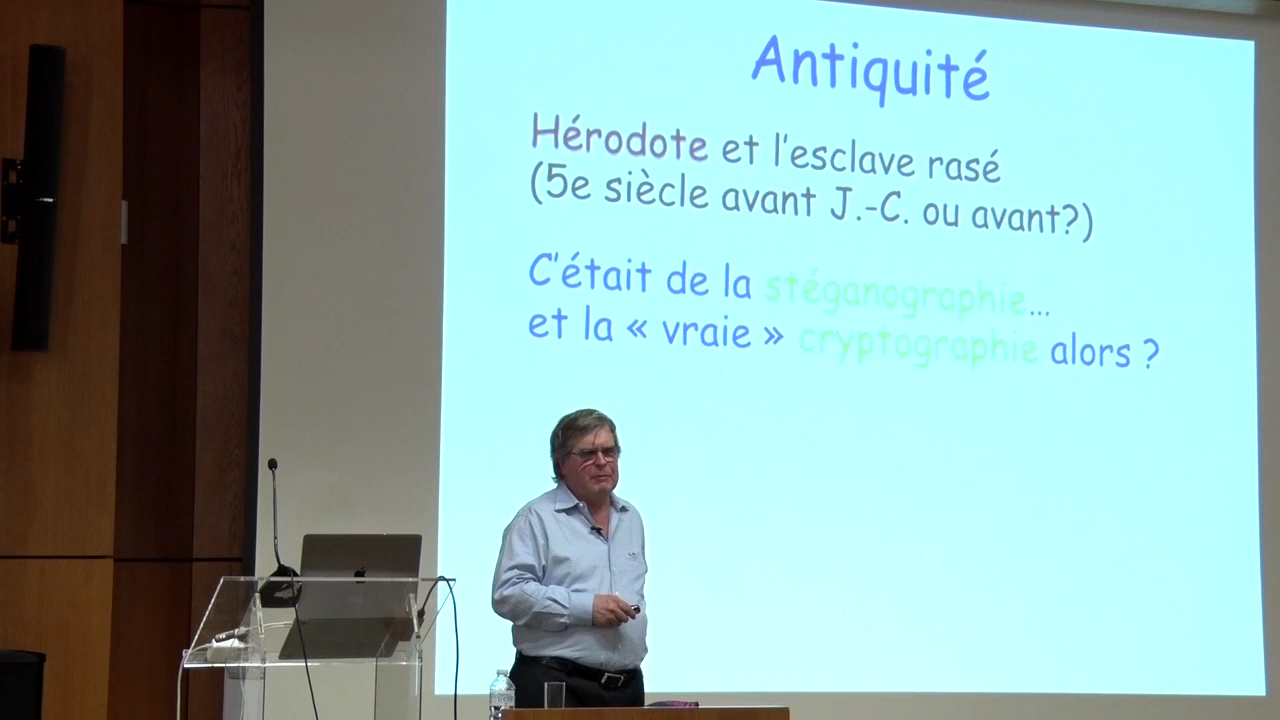 Antiquité
Hérodote et l'esclave rasé
(5e siècle avant J.-C. ou avant?)
C'était de la stéganographie...
et la « vraie » cryptographie alors ?